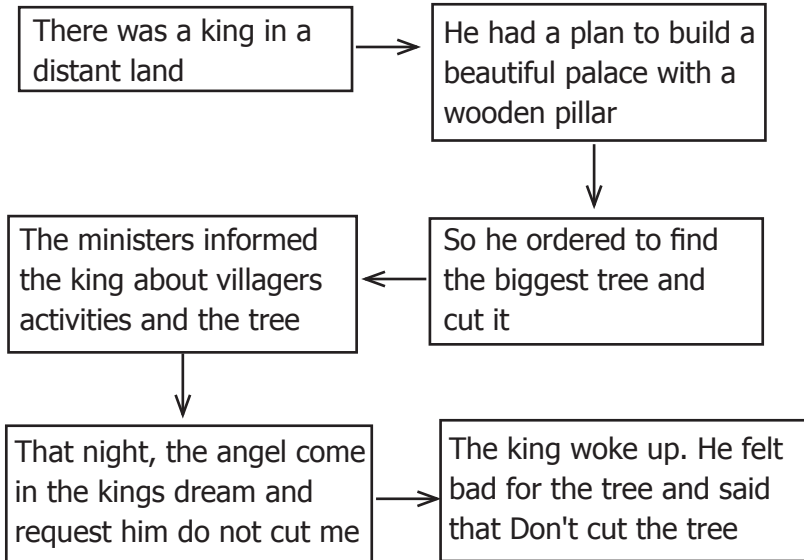 There was a king in a
distant land
He had a plan to build a
beautiful palace with a
wooden pillar
So he ordered to find
the biggest tree and
cut it
The ministers informed
the king about villagers
activities and the tree
That night, the angel come
in the kings dream and
request him do not cut me
The king woke up. He felt
bad for the tree and said
that Don't cut the tree